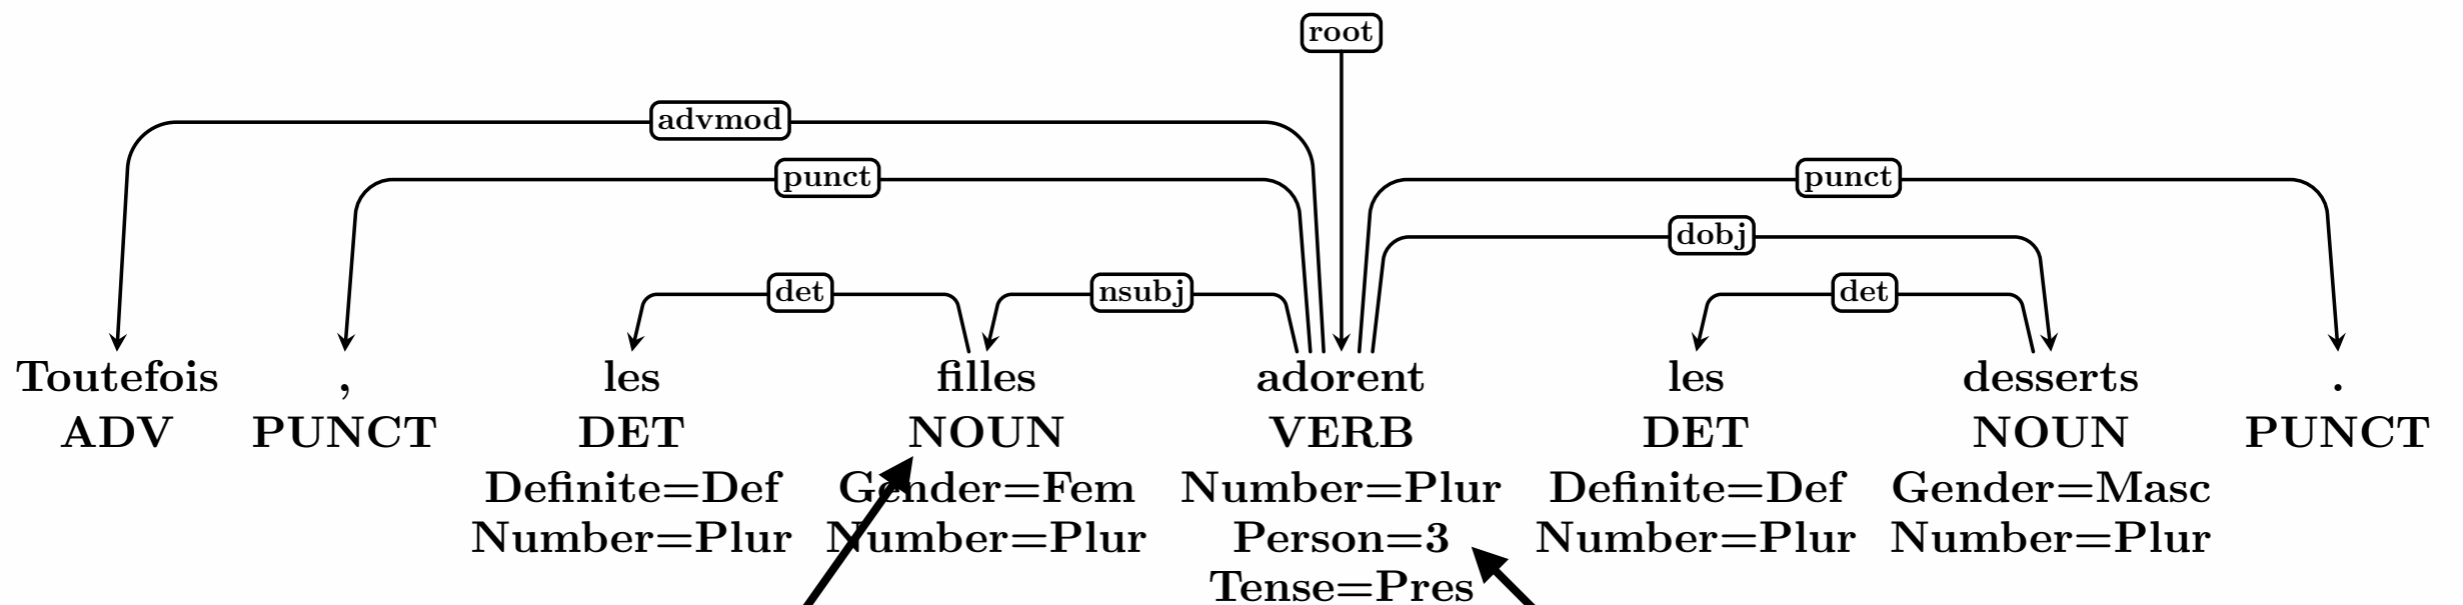 root
advmod
punct punct
dobj
det nsubj det
Toutefois , les filles adorent les desserts .
ADV PUNCT DET NOUN VERB DET NOUN PUNCT
Definite=Def Gender=Fem Number=Plur Definite=Def Gender=Masc
Number=Plur Number=Plur Person=3 Number=Plur Number=Plur
Tense=Pres